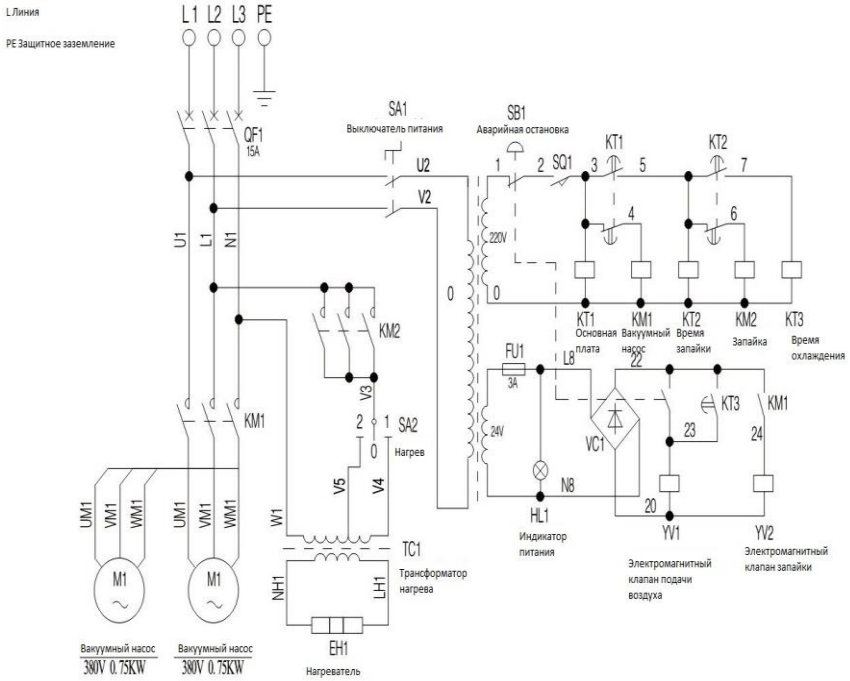 L Линия
L1 L2 L3 PE
PE Защитное заземление
SA1
Выключатель питания
SB1
Аварийная остановка
QF1
15A
KT1
KT2
U2
V2
1
2
SQ1
3
5
7
4
6
220V
0
0
U1
L1
N1
KT1
Основная
плата
KM1
Вакуумный
насос
KT2
Время
запайки
KM2
Запайка
KT3
Время
охлаждения
KM2
FU1
3A
L8
22
V3
KM1
2
1
0
SA2
Нагрев
24V
VC1
KT3
KM1
23
24
V5
V4
N8
20
HL1
Индикатор
питания
YV1
Электромагнитный
клапан подачи
воздуха
YV2
Электромагнитный
клапан запайки
UM1
VM1
WM1
UM1
VM1
WM1
W1
TC1
Трансформатор
нагрева
NH1
LH1
M1
~
M1
~
EH1
Нагреватель
Вакуумный насос
380V 0.75KW
Вакуумный насос
380V 0.75KW